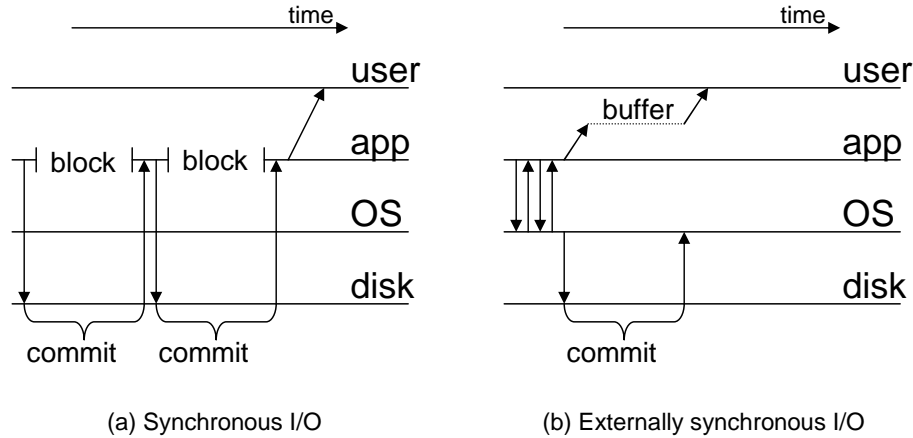 time
user
block
block
app
OS
disk
commit
commit
(a) Synchronous I/O
time
user
buffer
app
OS
disk
commit
(b) Externally synchronous I/O